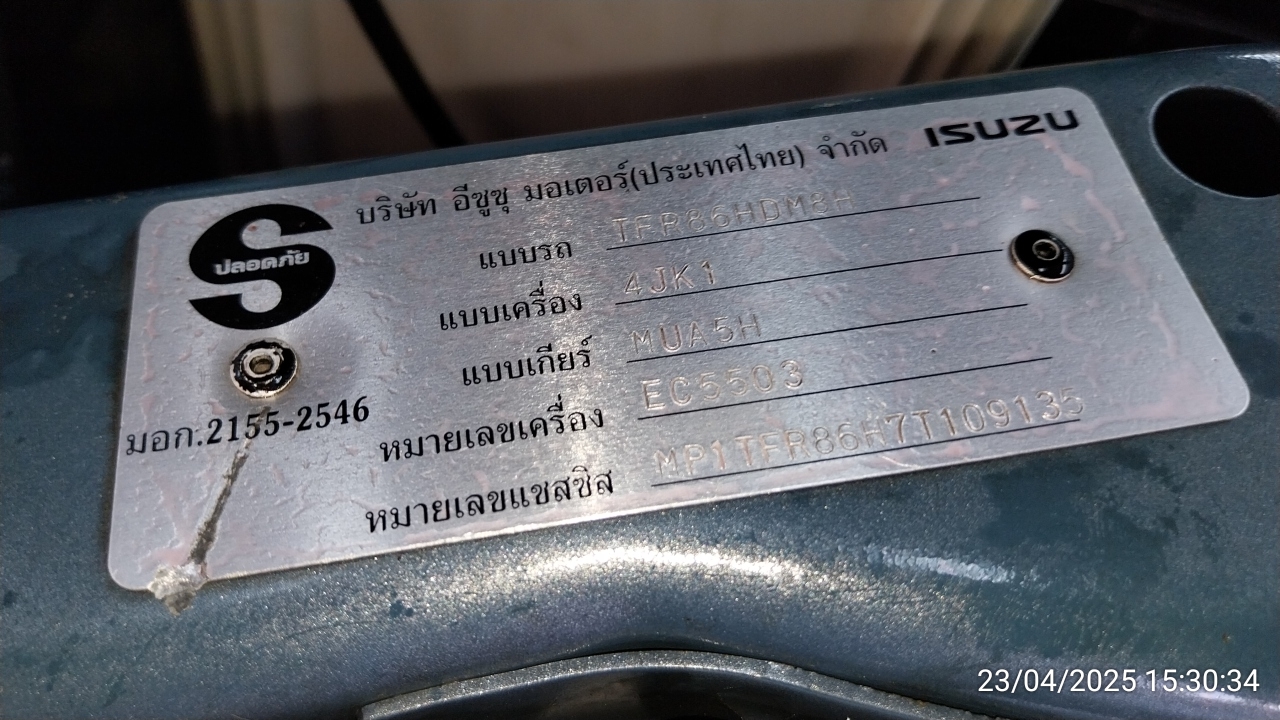 บริษัท อีซูซุ มอเตอร์(ประเทศไทย) จำกัด ISUZU
ปลอดภัย
มอก.2155-2546
แบบรถ TFR86HDM8H
แบบเครื่อง 4JK1
แบบเกียร์ MUA5H
หมายเลขเครื่อง EC5503
หมายเลขแชสซิส MP1TFR86H7T109135
23/04/2025 15:30:34